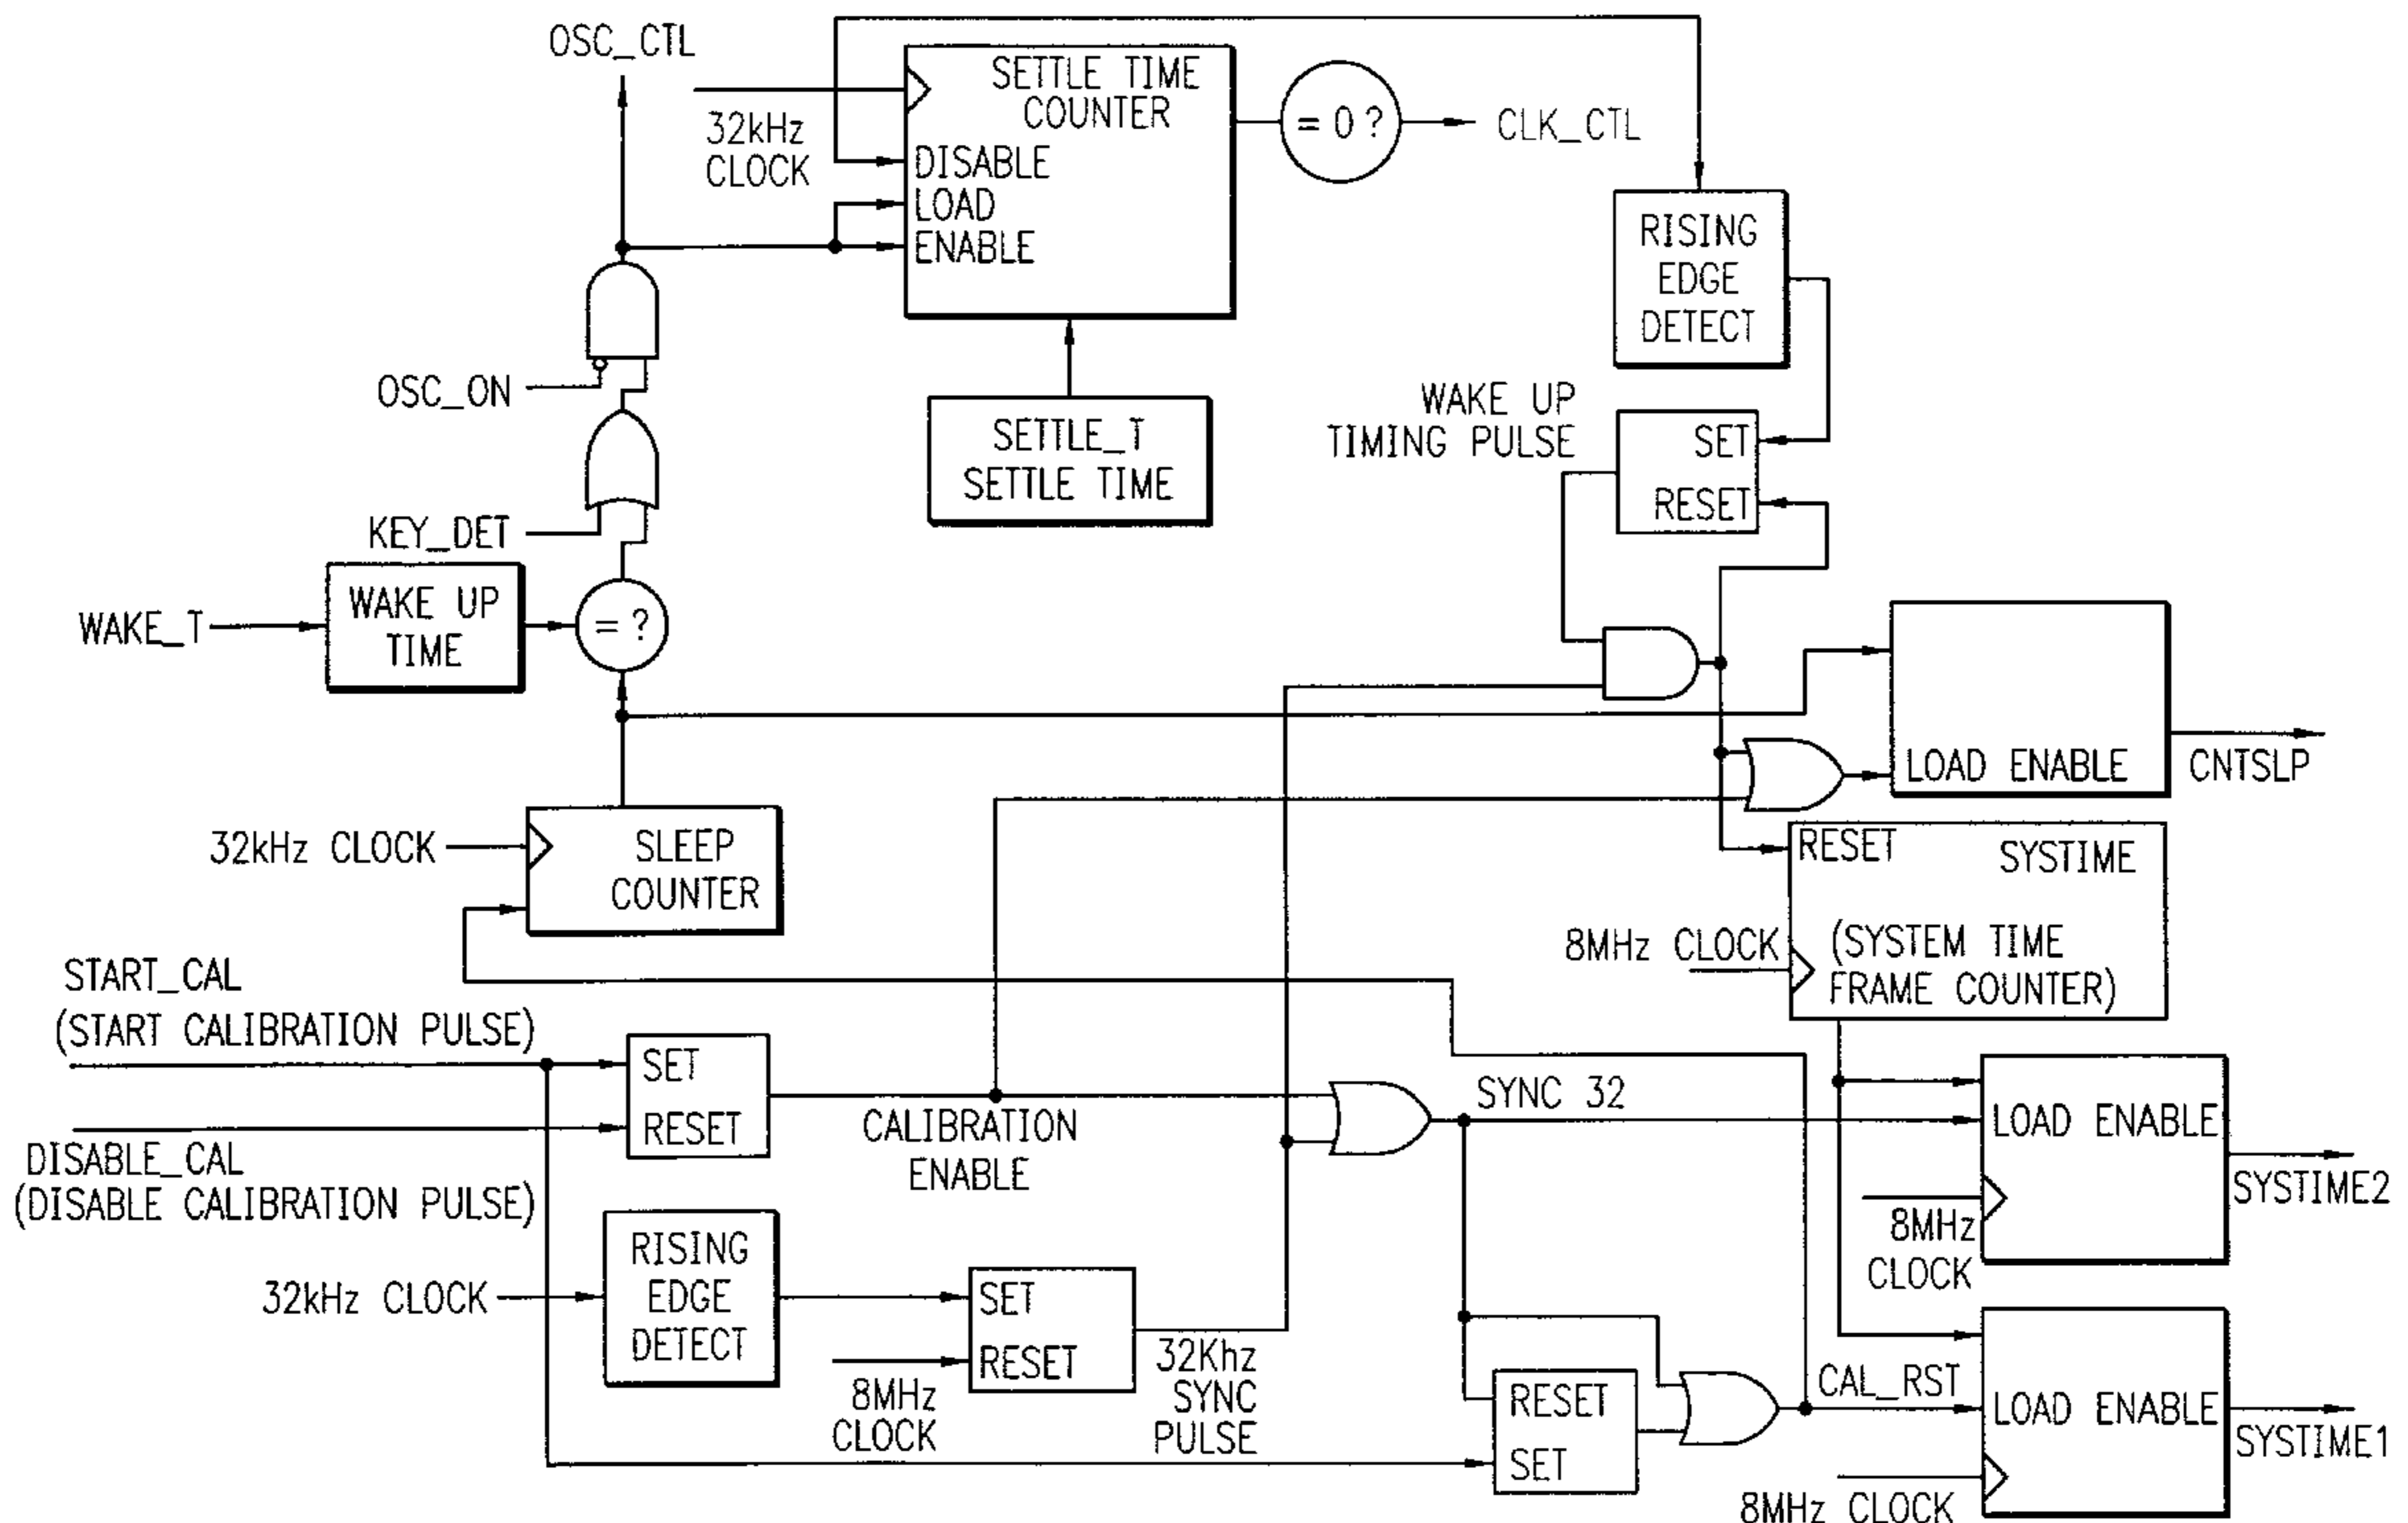 OSC_CTL
32kHz
CLOCK
SETTLE TIME
COUNTER
DISABLE
LOAD
ENABLE
= 0 ?
CLK_CTL
RISING
EDGE
DETECT
OSC_ON
SETTLE_T
SETTLE TIME
WAKE UP
TIMING PULSE
SET
RESET
KEY_DET
WAKE_T
WAKE UP
TIME
= ?
LOAD ENABLE
CNTSLP
32kHz CLOCK
SLEEP
COUNTER
RESET
SYSTIME
8MHz CLOCK
(SYSTEM TIME
FRAME COUNTER)
START_CAL
(START CALIBRATION PULSE)
SET
RESET
DISABLE_CAL
(DISABLE CALIBRATION PULSE)
CALIBRATION
ENABLE
SYNC 32
LOAD ENABLE
SYSTIME2
8MHz
CLOCK
32kHz CLOCK
RISING
EDGE
DETECT
SET
RESET
8MHz
CLOCK
32Khz
SYNC
PULSE
RESET
SET
CAL_RST
LOAD ENABLE
SYSTIME1
8MHz CLOCK